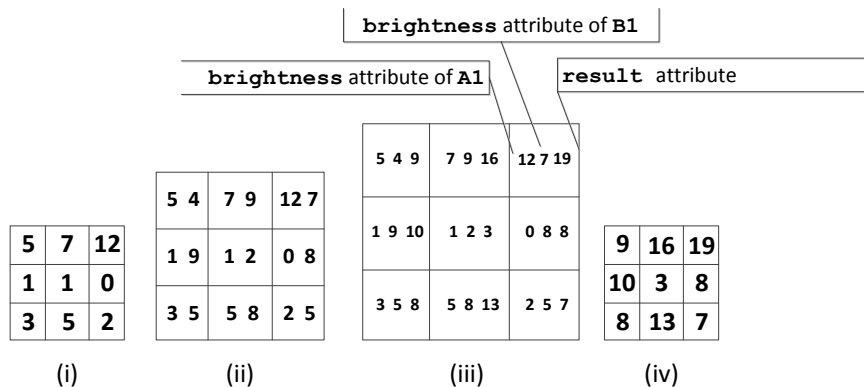 brightness attribute of B1
brightness attribute of A1
result attribute
5 4 9 7 9 16 12 7 19
5 4 7 9 12 7
5 7 12
9 16 19
1 9 10 1 2 3 0 8 8
1 9 1 2 0 8
1 1 0
10 3 8
3 5 8 5 8 13 2 5 7
3 5 5 8 2 5
3 5 2
8 13 7
(i) (ii) (iii) (iv)